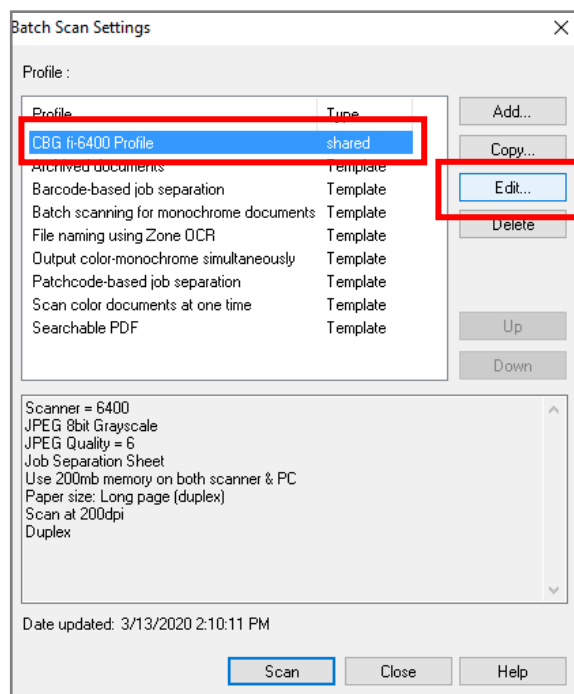 Batch Scan Settings
Profile :
Profile Type
CBG fi-6400 Profile shared
Archived documents Template
Barcode-based job separation Template
Batch scanning for monochrome documents Template
File naming using Zone OCR Template
Output color-monochrome simultaneously Template
Patchcode-based job separation Template
Scan color documents at one time Template
Searchable PDF Template
Add...
Copy...
Edit...
Delete
Up
Down
Scanner = 6400
JPEG 8bit Grayscale
JPEG Quality = 6
Job Separation Sheet
Use 200mb memory on both scanner & PC
Paper size: Long page (duplex)
Scan at 200dpi
Duplex
Date updated: 3/13/2020 2:10:11 PM
Scan Close Help